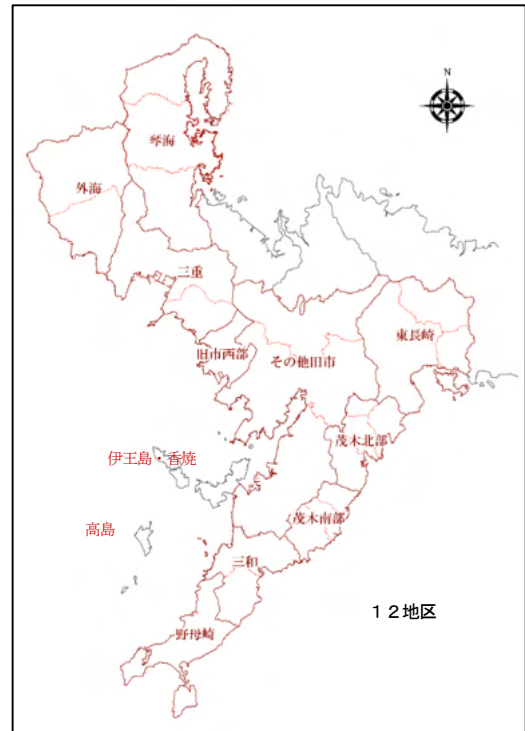 N
琴海
外海
三重
東長崎
旧市西部
その他旧市
茂木北部
伊王島・香焼
茂木南部
高島
三和
12地区
野母崎